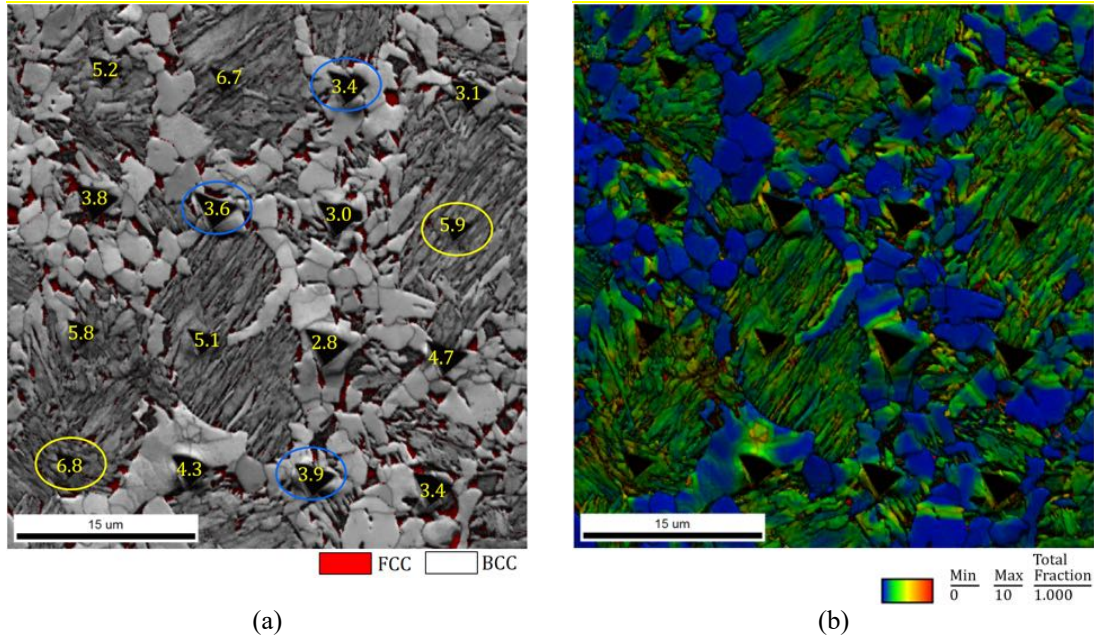 5.2
6.7
3.4
3.1
3.8
3.6
3.0
5.9
5.8
5.1
2.8
4.7
6.8
4.3
3.9
3.4
15 um
FCC BCC
(a)
15 um
Min Max Total Fraction
0 10 1.000
(b)